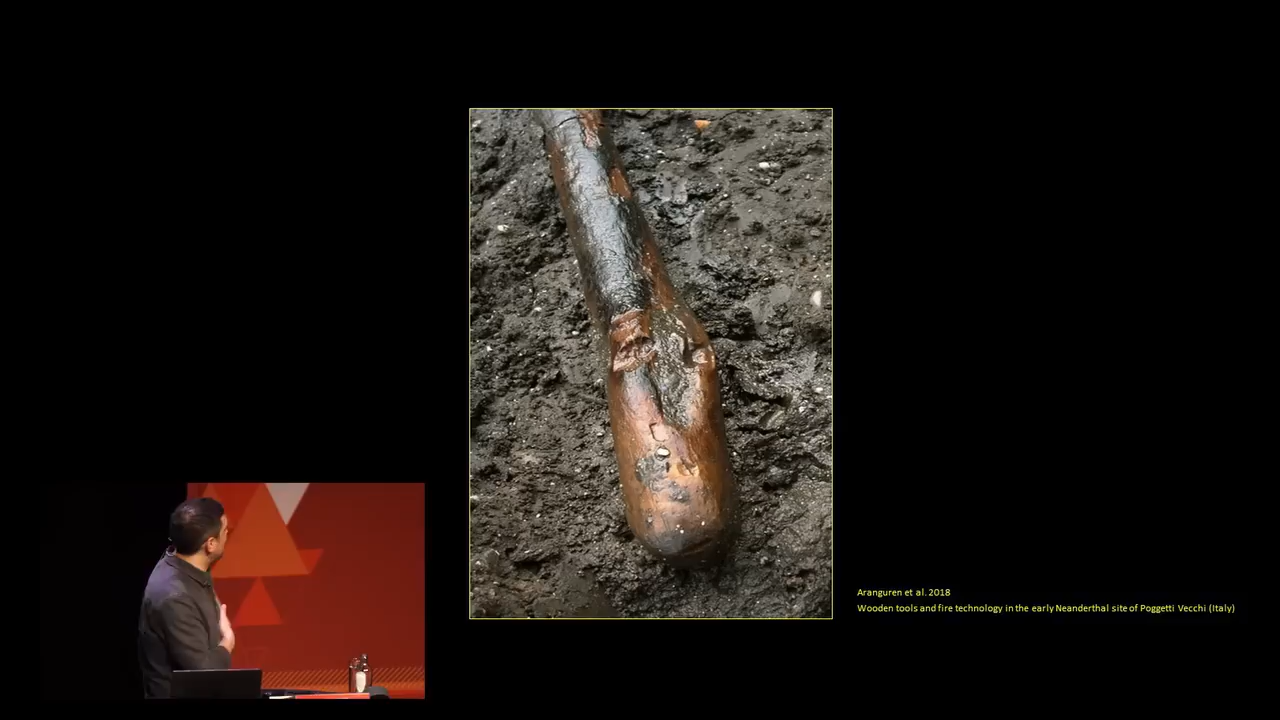 Aranguren et al. 2018
Wooden tools and fire technology in the early Neanderthal site of Poggetti Vecchi (Italy)